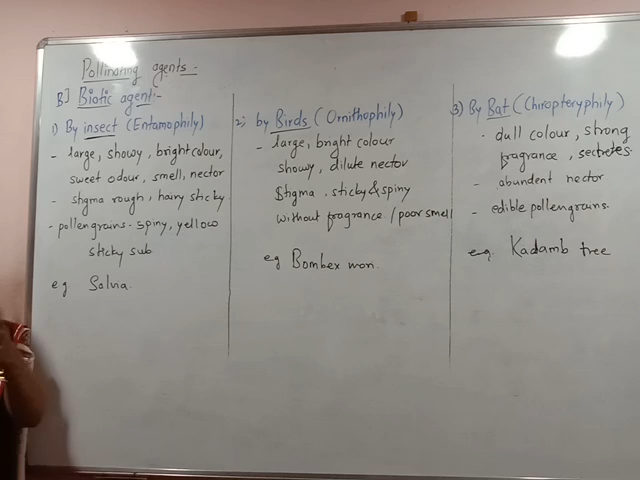 Pollinating agents:-
B] Biotic agent:-
1) By insect (Entamophily)
- large, showy, bright colour,
sweet odour, smell, nector
- stigma rough, hairy sticky
- pollengrains - spiny, yellow
sticky sub
eg Salvia.
2) by Birds (Ornithophily)
- large, bright colour
showy, dilute nector
Stigma, sticky & spiny
without fragrance / poor smell
eg Bombex mori.
3) By Bat (Chiropteryphily)
- dull colour, strong
fragrance, secretes.
- abundent nector
- edible pollengrains.
eg. Kadamb tree